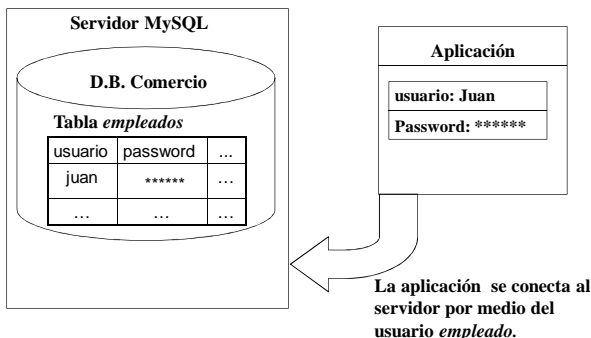 Servidor MySQL
D.B. Comercio
Tabla empleados
usuario password ...
juan ****** ...
... ... ...
Aplicación
usuario: Juan
Password: ******
La aplicación se conecta al
servidor por medio del
usuario empleado.